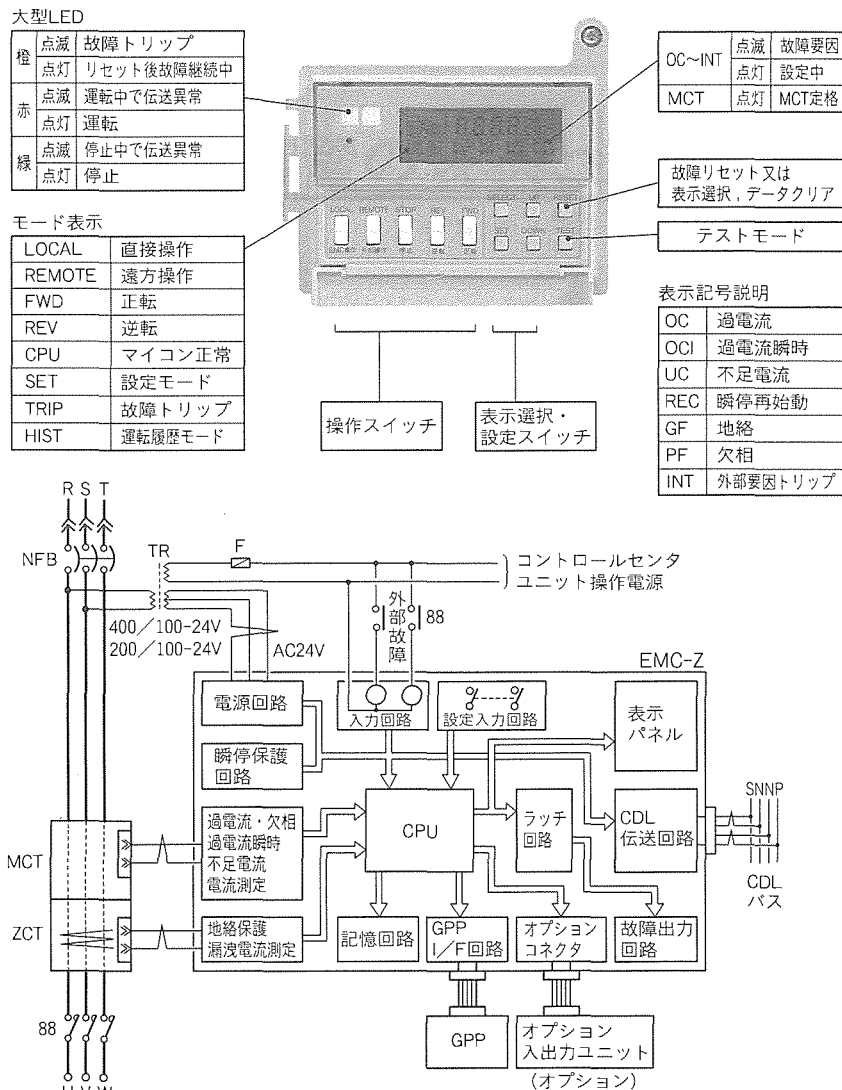 大型LED
橙 点滅 故障トリップ
点灯 リセット後故障継続中
赤 点滅 運転中で伝送異常
点灯 運転
緑 点滅 停止中で伝送異常
点灯 停止
OC～INT 点滅 故障要因
点灯 設定中
MCT 点灯 MCT定格
故障リセット又は
表示選択，データクリア
テストモード
モード表示
LOCAL 直接操作
REMOTE 遠方操作
FWD 正転
REV 逆転
CPU マイコン正常
SET 設定モード
TRIP 故障トリップ
HIST 運転履歴モード
LOCAL REMOTE STOP REV FWD
DOWN TEST
操作スイッチ
表示選択・
設定スイッチ
表示記号説明
OC 過電流
OCI 過電流瞬時
UC 不足電流
REC 瞬停再始動
GF 地絡
PF 欠相
INT 外部要因トリップ
R S T
NFB
TR
F
コントロールセンタ
ユニット操作電源
400／100-24V
200／100-24V
AC24V
外部故障
88
EMC-Z
電源回路
入力回路
設定入力回路
表示
パネル
瞬停保護
回路
過電流・欠相
過電流瞬時
不足電流
電流測定
CPU
ラッチ
回路
CDL
伝送回路
SNNP
CDL
バス
MCT
ZCT
地絡保護
漏洩電流測定
記憶回路
GPP
I／F回路
オプション
コネクタ
故障出力
回路
88
GPP
オプション
入出力ユニット
(オプション)
U V W